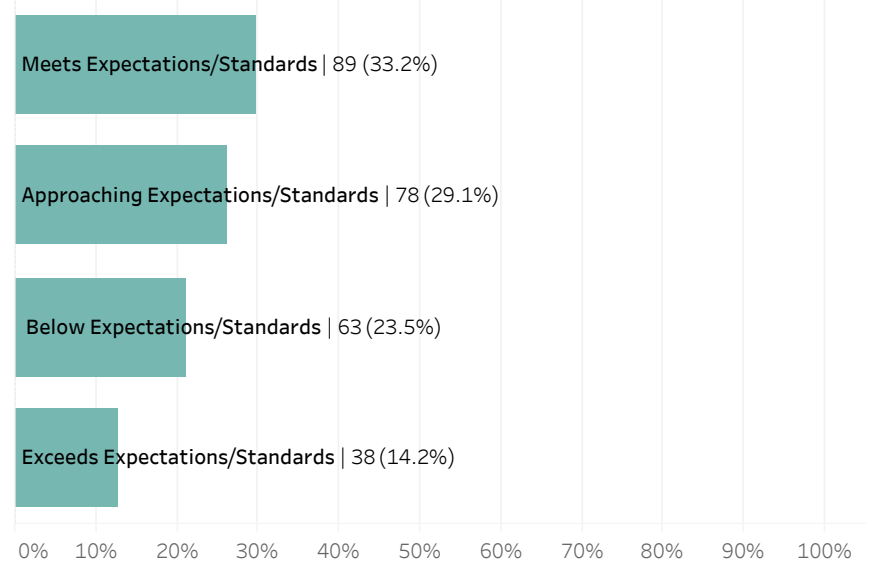 Meets Expectations/Standards | 89 (33.2%)
Approaching Expectations/Standards | 78 (29.1%)
Below Expectations/Standards | 63 (23.5%)
Exceeds Expectations/Standards | 38 (14.2%)
0% 10% 20% 30% 40% 50% 60% 70% 80% 90% 100%